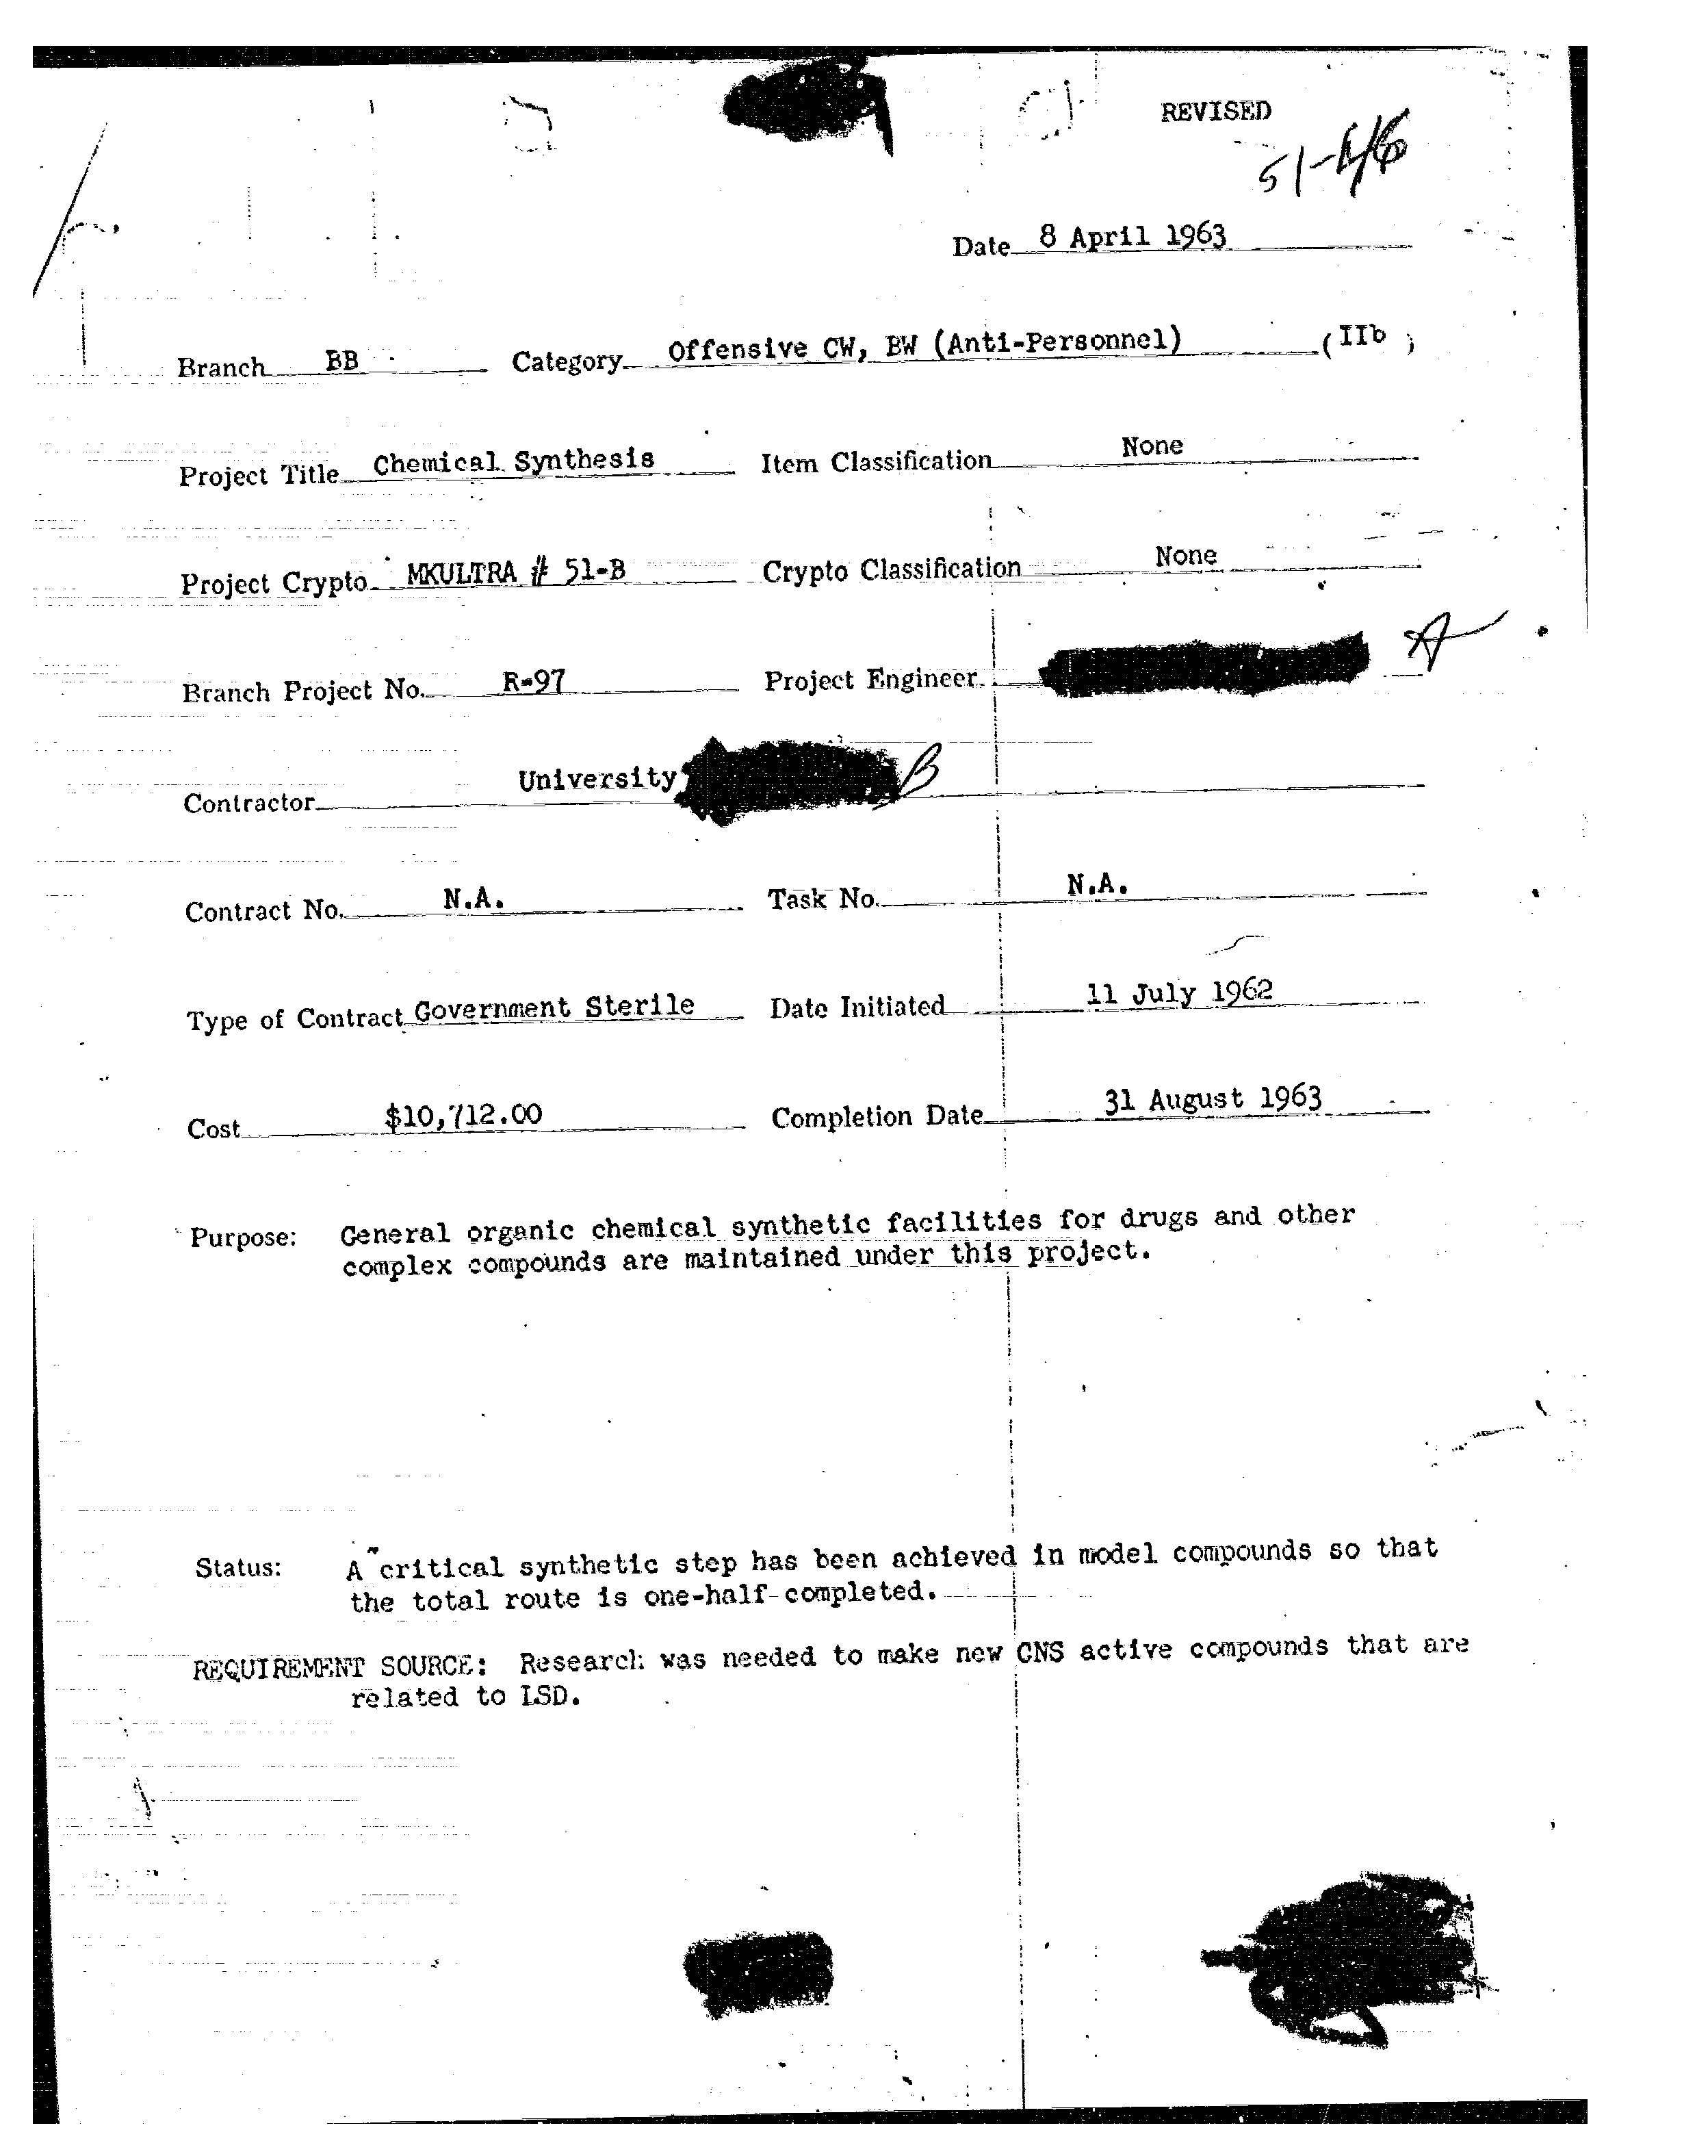 REVISED
51-46
Date 8 April 1963
Branch BB Category Offensive CW, BW (Anti-Personnel) (IIb)
Project Title Chemical Synthesis Item Classification None
Project Crypto MKULTRA # 51-B Crypto Classification None
Branch Project No. R-97 Project Engineer A
Contractor University B
Contract No. N.A. Task No. N.A.
Type of Contract Government Sterile Date Initiated 11 July 1962
Cost $10,712.00 Completion Date 31 August 1963
Purpose: General organic chemical synthetic facilities for drugs and other
complex compounds are maintained under this project.
Status: A critical synthetic step has been achieved in model compounds so that
the total route is one-half completed.
REQUIREMENT SOURCE: Research was needed to make new CNS active compounds that are
related to LSD.